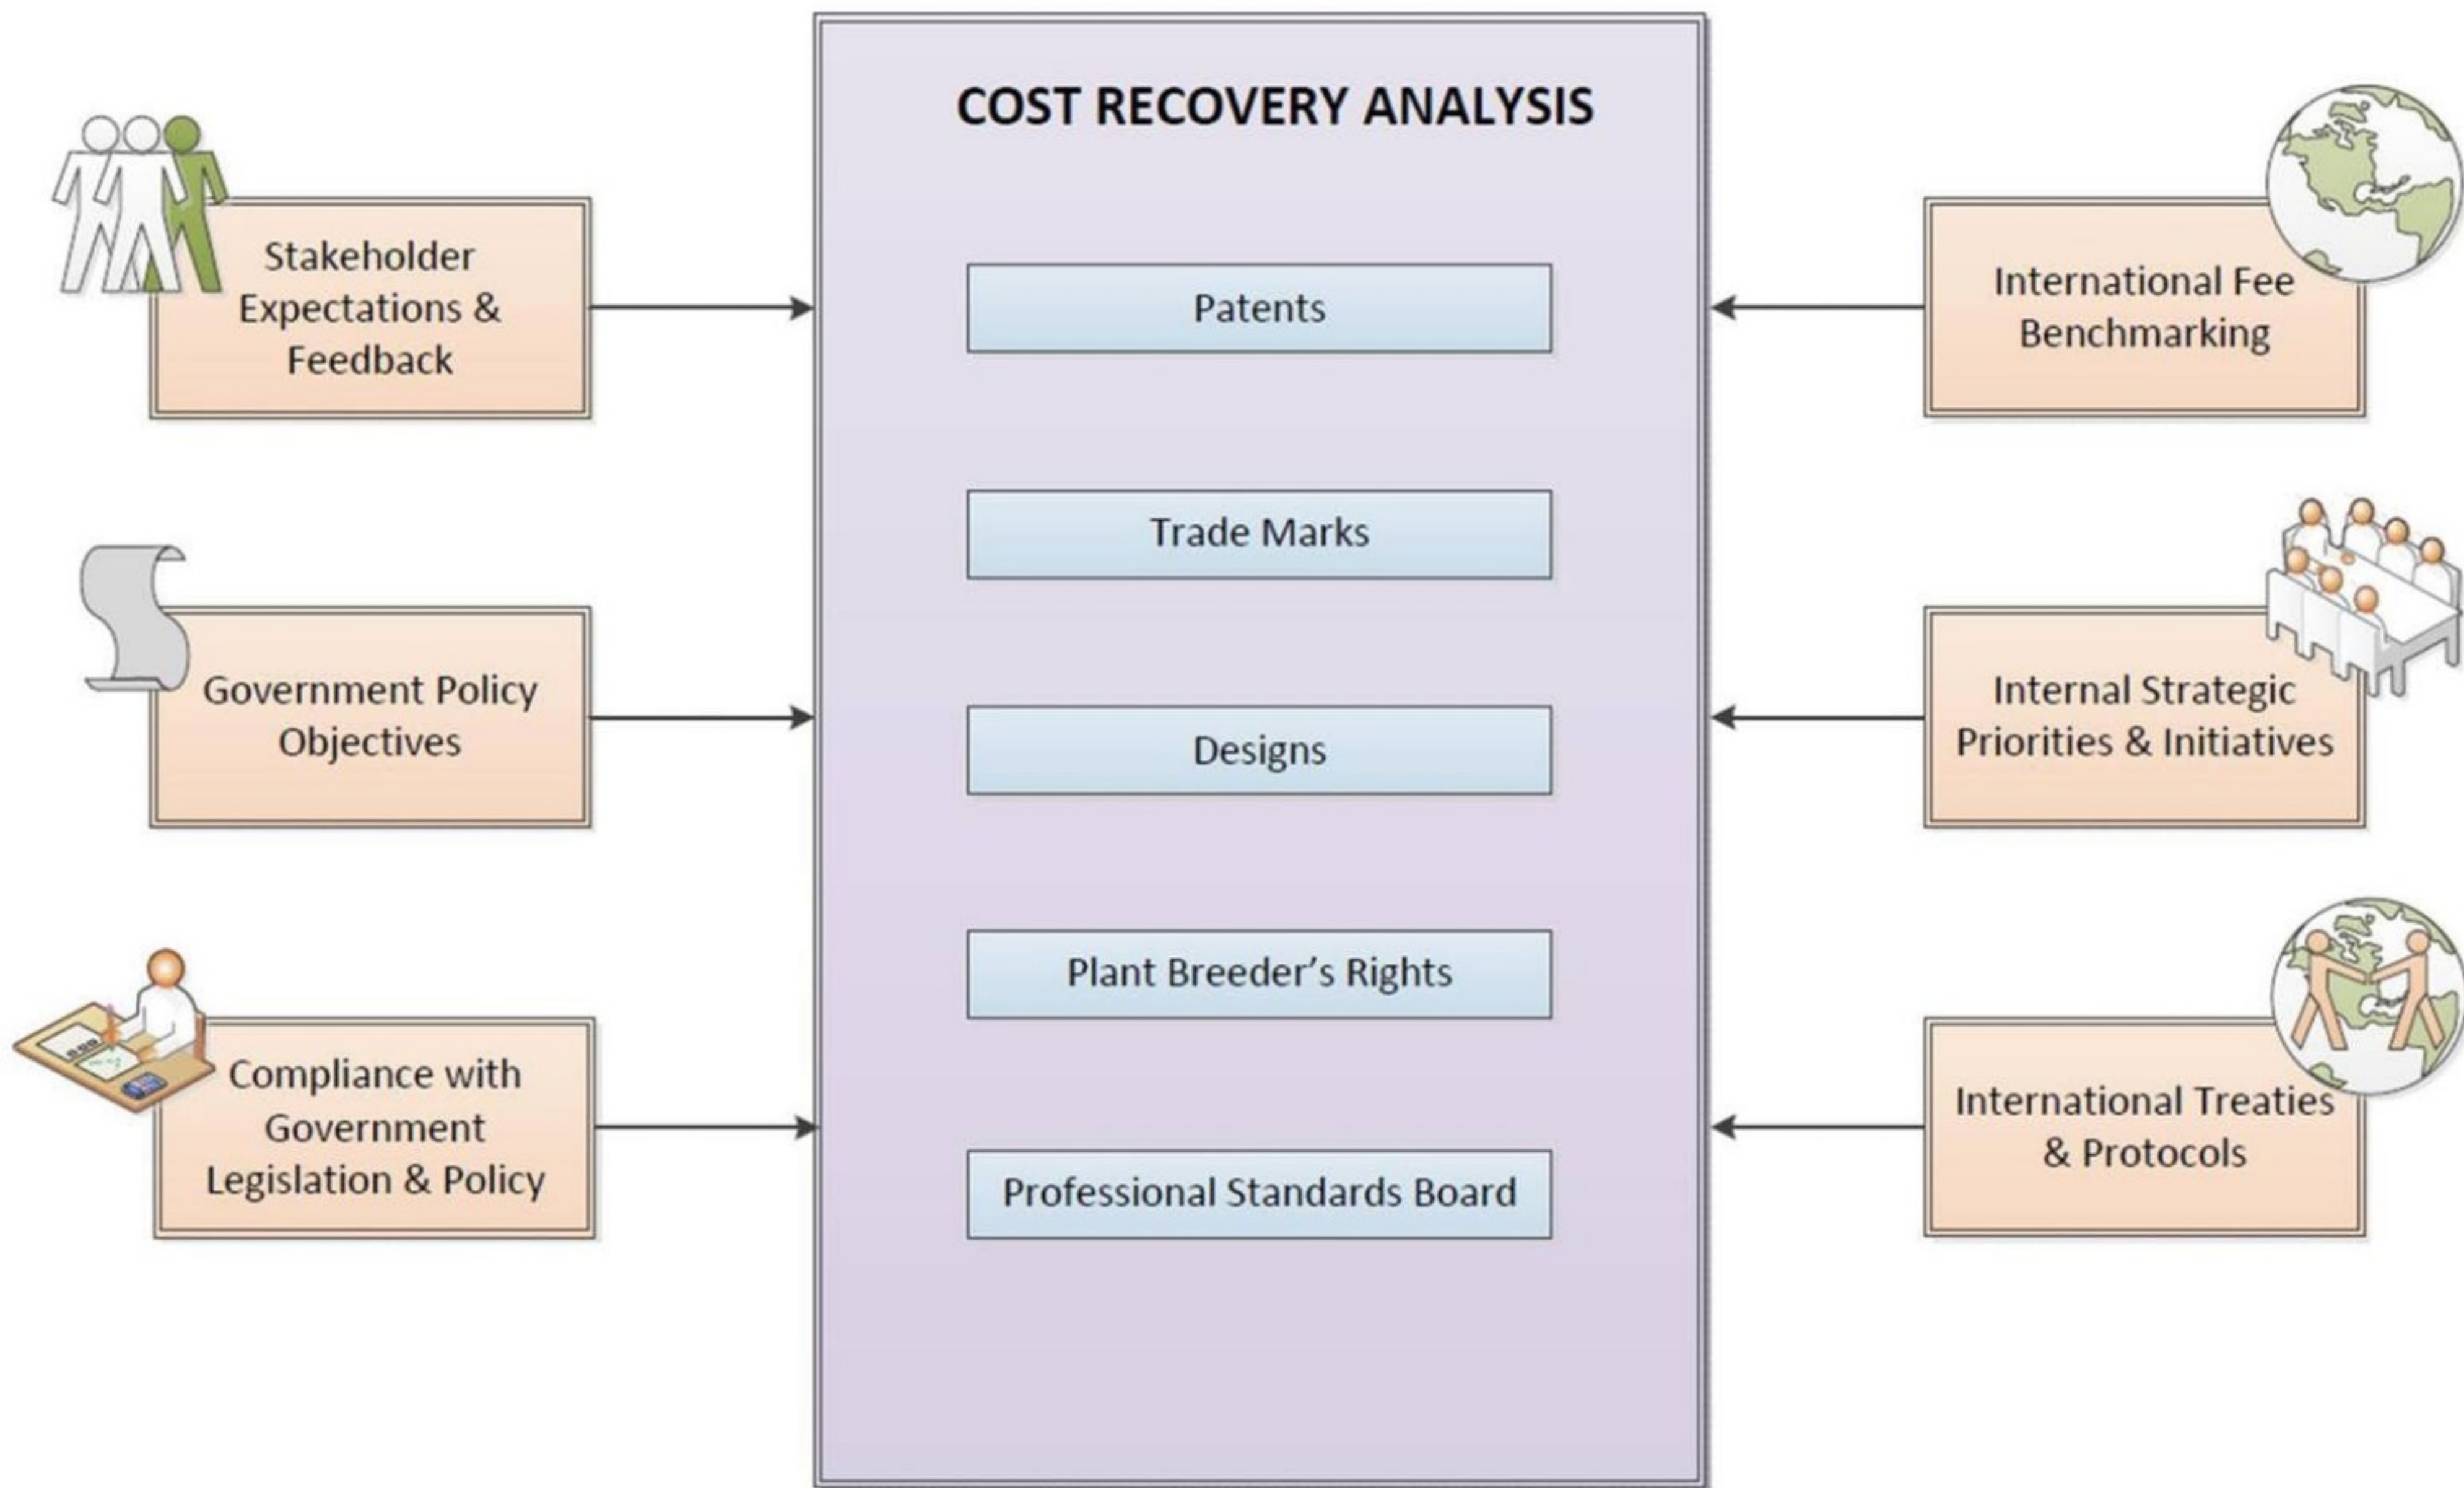 COST RECOVERY ANALYSIS
Stakeholder
Expectations &
Feedback
Government Policy
Objectives
Compliance with
Government
Legislation & Policy
Patents
Trade Marks
Designs
Plant Breeder’s Rights
Professional Standards Board
International Fee
Benchmarking
Internal Strategic
Priorities & Initiatives
International Treaties
& Protocols